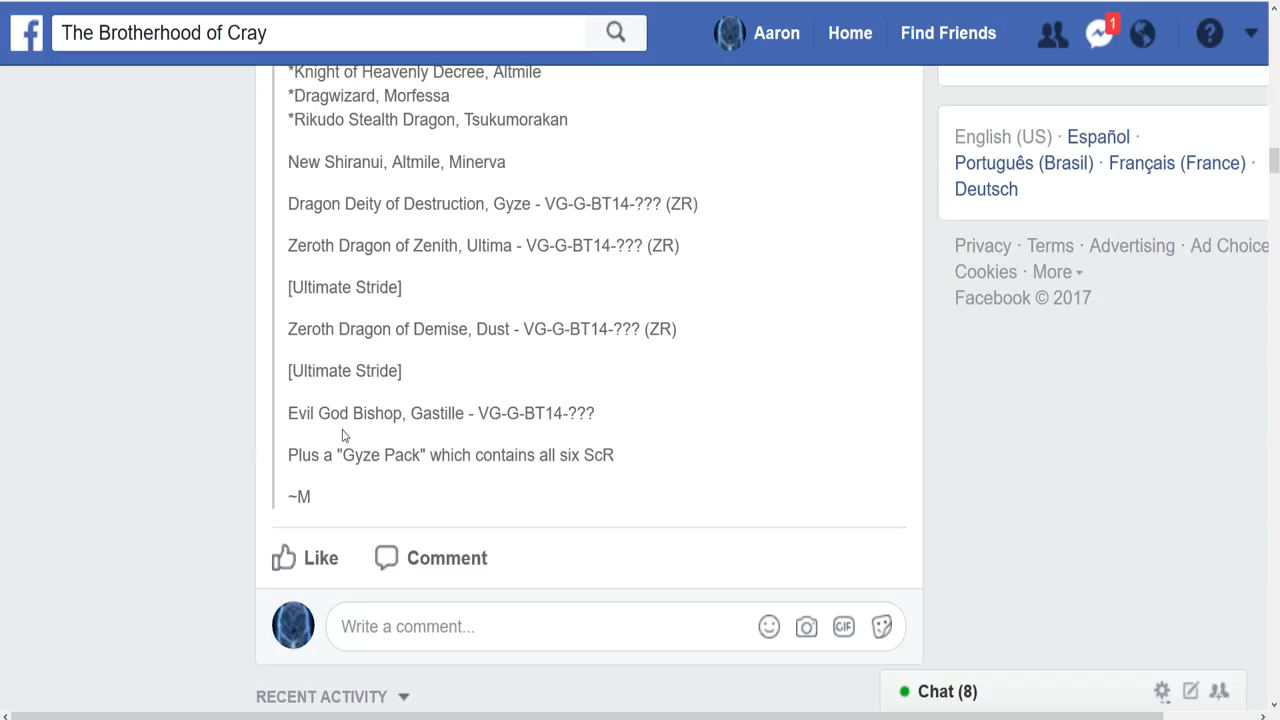 f The Brotherhood of Cray Aaron Home Find Friends 1 ?
*Knight of Heavenly Decree, Altmile
*Dragwizard, Morfessa
*Rikudo Stealth Dragon, Tsukumorakan
New Shiranui, Altmile, Minerva
Dragon Deity of Destruction, Gyze - VG-G-BT14-??? (ZR)
Zeroth Dragon of Zenith, Ultima - VG-G-BT14-??? (ZR)
[Ultimate Stride]
Zeroth Dragon of Demise, Dust - VG-G-BT14-??? (ZR)
[Ultimate Stride]
Evil God Bishop, Gastille - VG-G-BT14-???
Plus a "Gyze Pack" which contains all six ScR
~M
Like Comment
Write a comment... GIF
RECENT ACTIVITY
English (US) · Español ·
Português (Brasil) · Français (France) ·
Deutsch
Privacy · Terms · Advertising · Ad Choice
Cookies · More
Facebook © 2017
Chat (8)